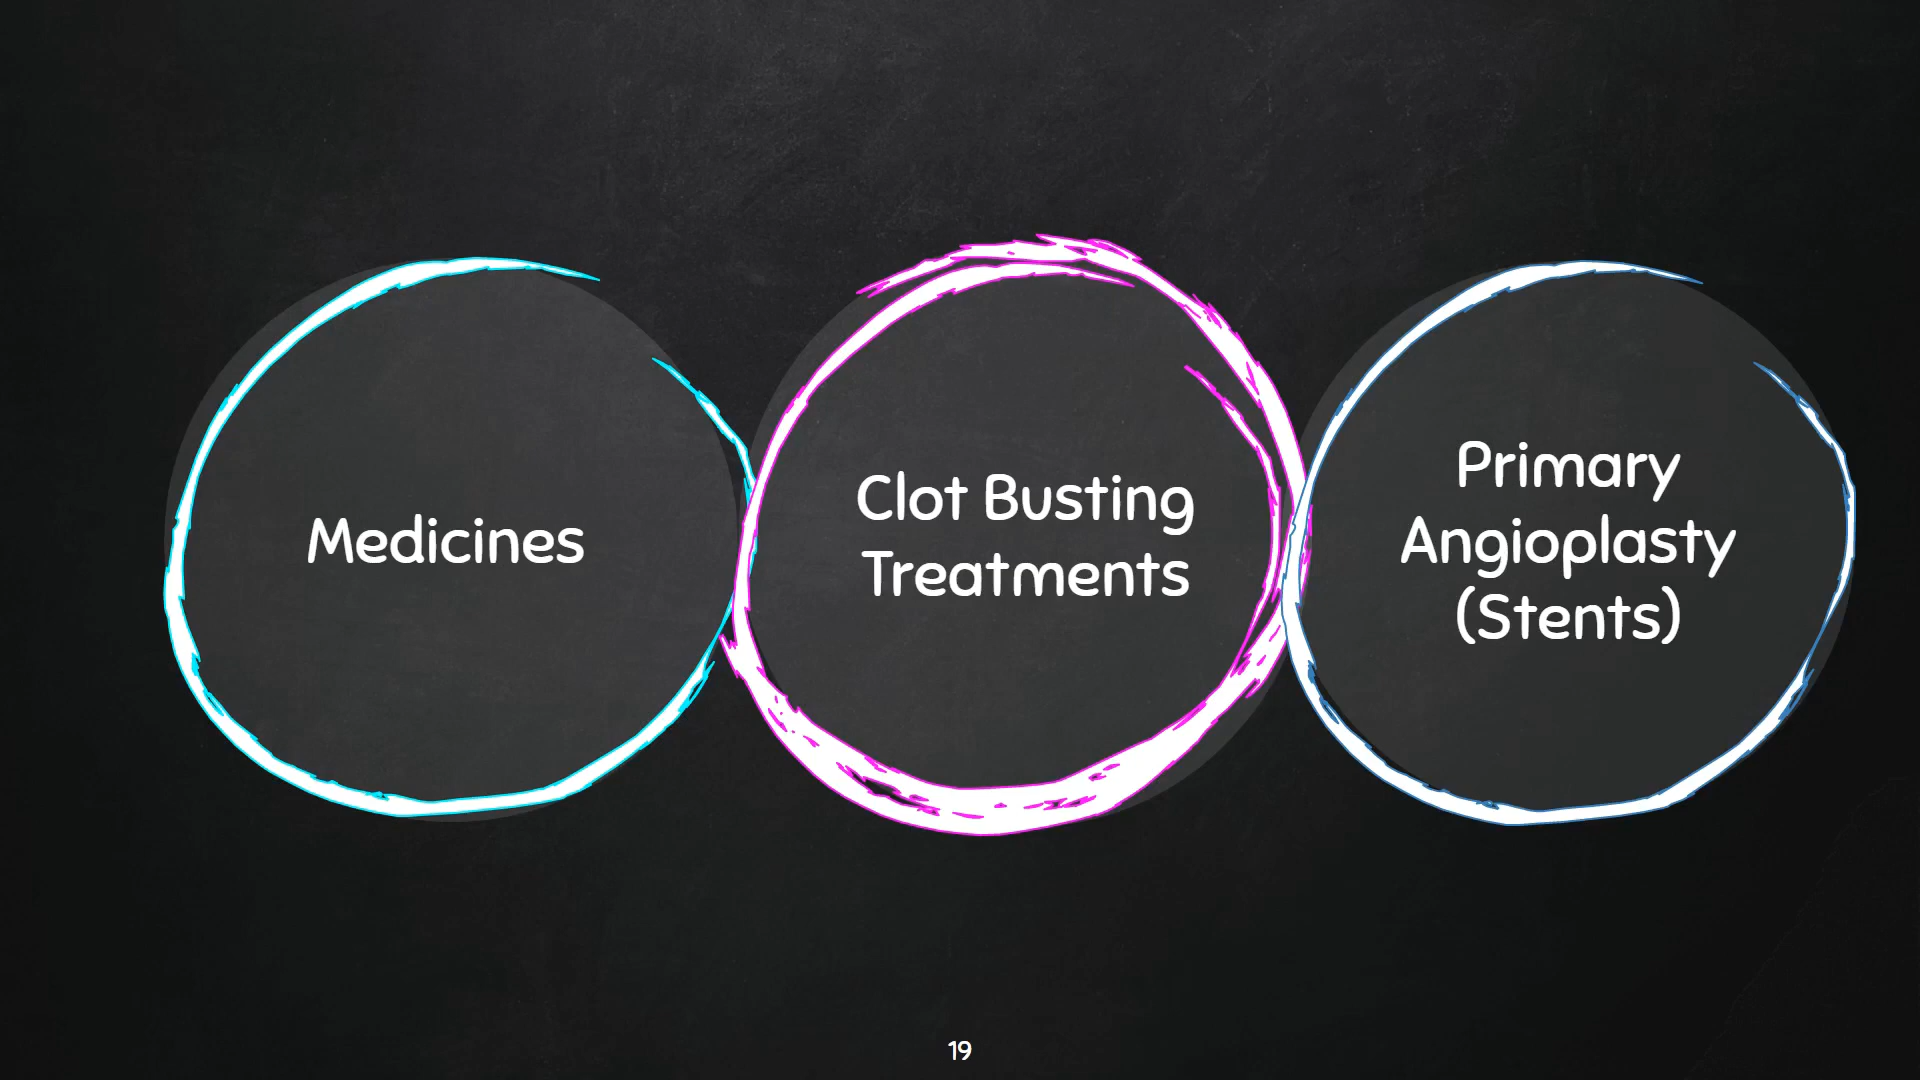 Medicines
Clot Busting
Treatments
Primary
Angioplasty
(Stents)
19